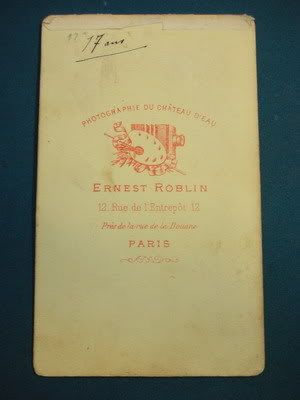 17 ans
PHOTOGRAPHIE DU CHÂTEAU D'EAU
ERNEST ROBLIN
12, Rue de l'Entrepôt, 12
Près de la rue de la Douane
PARIS